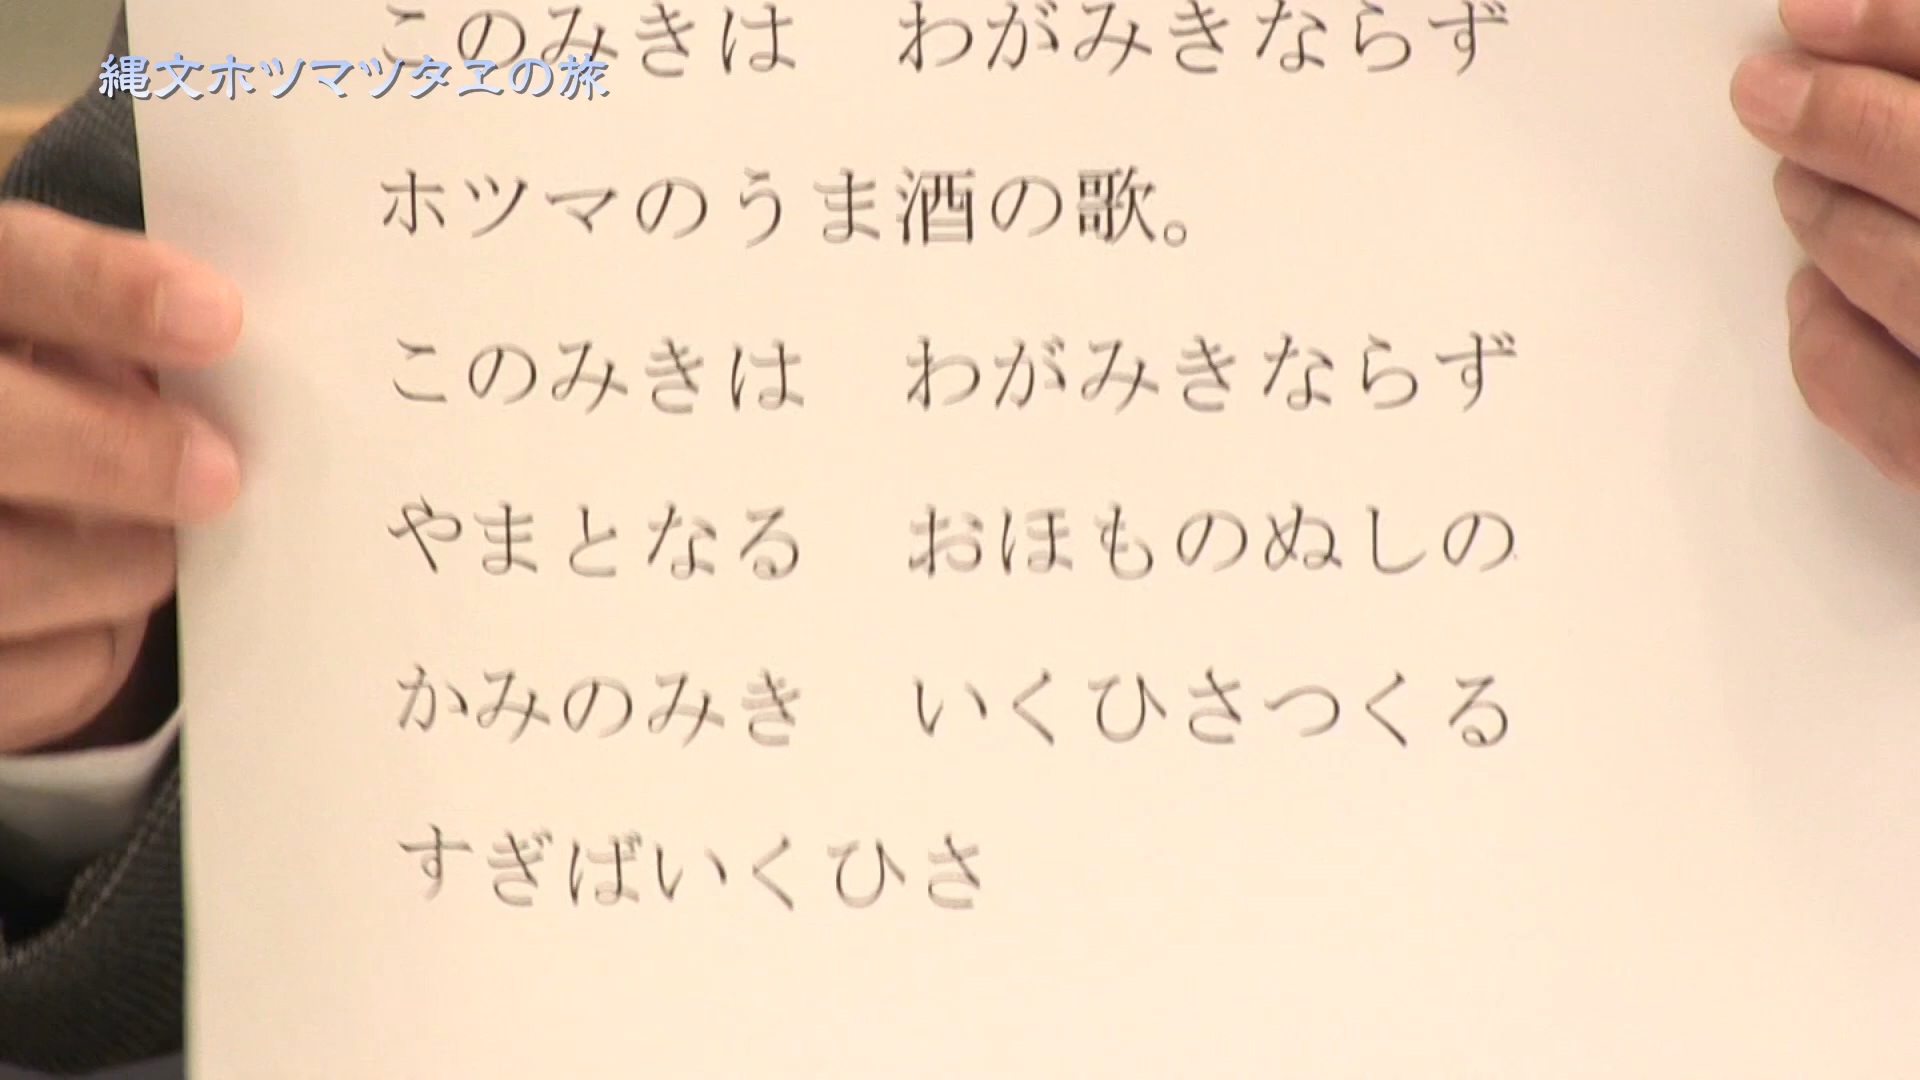 このみきは　わがみきならず
縄文ホツマツタヱの旅
ホツマのうま酒の歌。
このみきは　わがみきならず
やまとなる　おほものぬしの
かみのみき　いくひさつくる
すぎばいくひさ